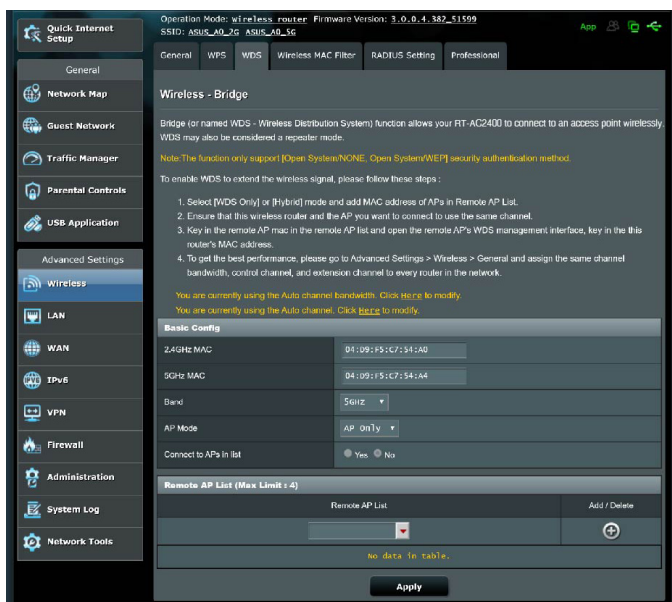 Quick Internet
Setup
General
Network Map
Guest Network
Traffic Manager
Parental Controls
USB Application
Advanced Settings
Wireless
LAN
WAN
IPv6
VPN
Firewall
Administration
System Log
Network Tools
Operation Mode: wireless router Firmware Version: 3.0.0.4.382_51599
SSID: ASUS_A0_2G ASUS_A0_5G
App
General WPS WDS Wireless MAC Filter RADIUS Setting Professional
Wireless - Bridge
Bridge (or named WDS - Wireless Distribution System) function allows your RT-AC2400 to connect to an access point wirelessly.
WDS may also be considered a repeater mode.
Note:The function only support [Open System/NONE, Open System/WEP] security authentication method.
To enable WDS to extend the wireless signal, please follow these steps :
1. Select [WDS Only] or [Hybrid] mode and add MAC address of APs in Remote AP List.
2. Ensure that this wireless router and the AP you want to connect to use the same channel.
3. Key in the remote AP mac in the remote AP list and open the remote AP's WDS management interface, key in the this
router's MAC address.
4. To get the best performance, please go to Advanced Settings > Wireless > General and assign the same channel
bandwidth, control channel, and extension channel to every router in the network.
You are currently using the Auto channel bandwidth. Click Here to modify.
You are currently using the Auto channel. Click Here to modify.
Basic Config
2.4GHz MAC 04:D9:F5:C7:54:A0
5GHz MAC 04:D9:F5:C7:54:A4
Band 5GHz
AP Mode AP Only
Connect to APs in list Yes No
Remote AP List (Max Limit : 4)
Remote AP List Add / Delete
No data in table.
Apply